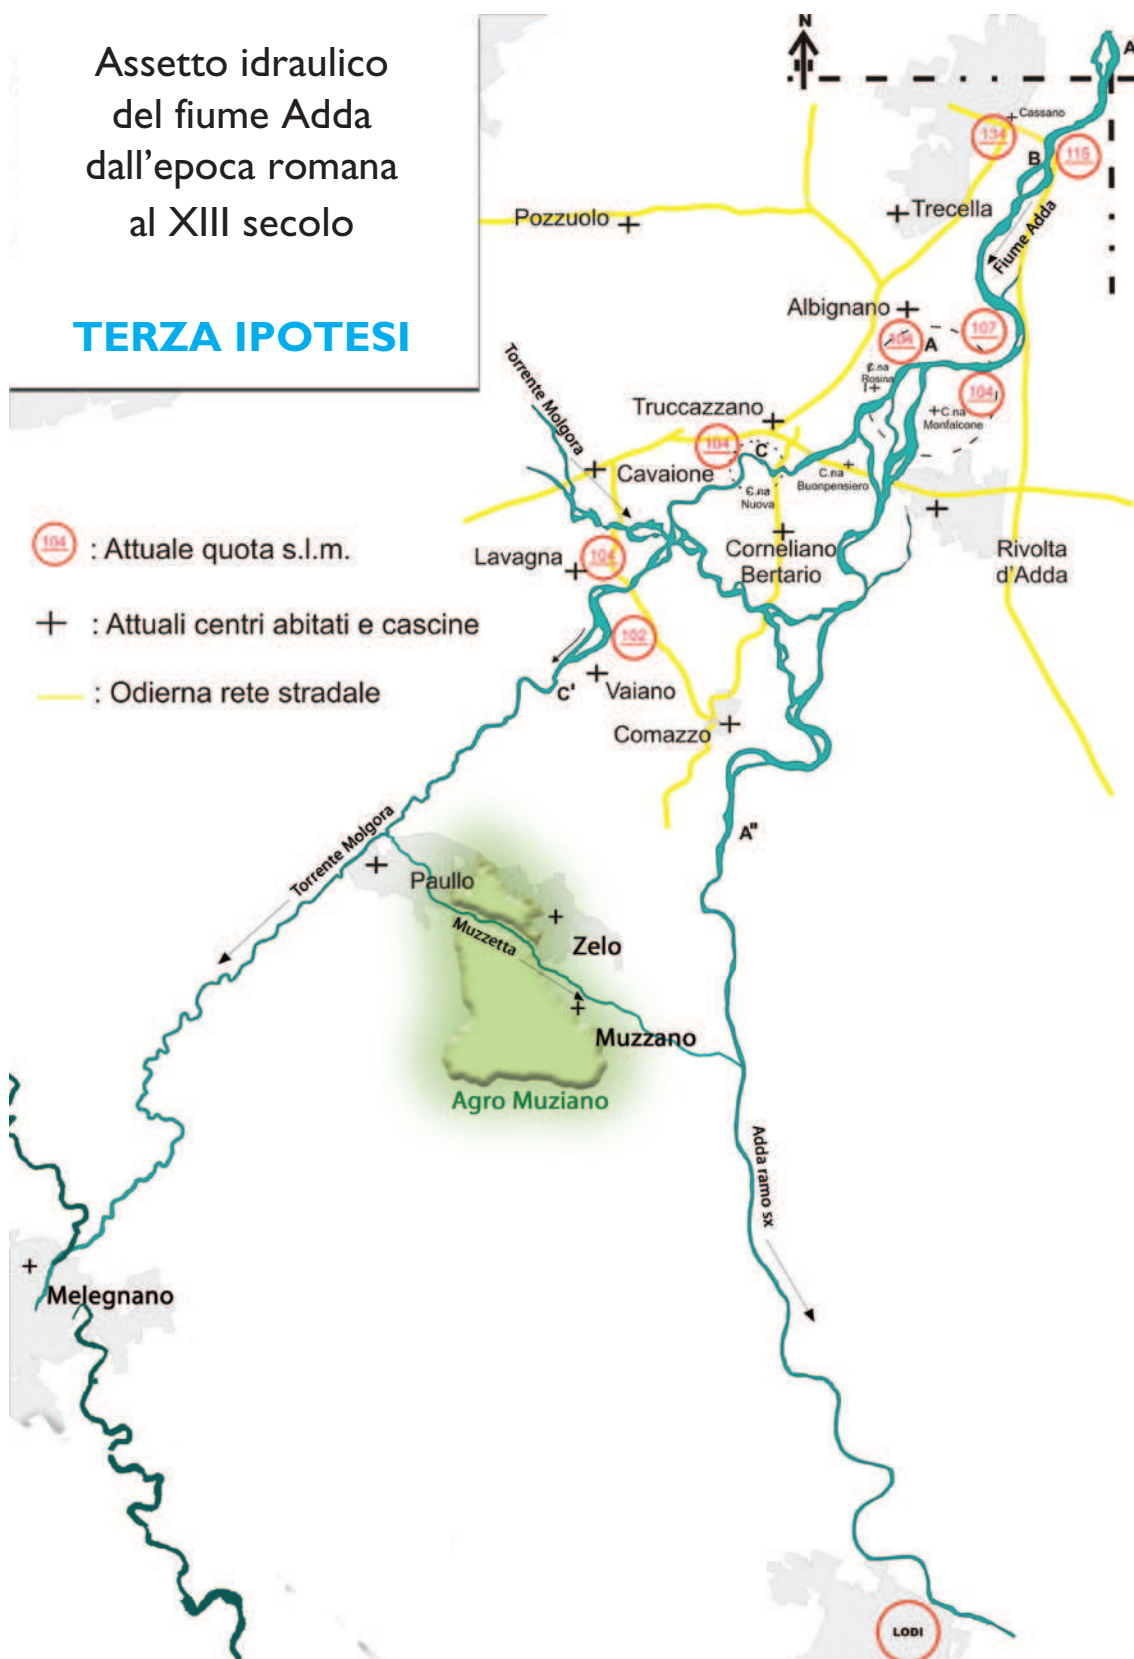 Assetto idraulico
del fiume Adda
dall'epoca romana
al XIII secolo
TERZA IPOTESI
N
A'
Cassano
134
115
B
Pozzuolo
Trecella
Fiume Adda
Albignano
107
104
A
C.na
Rosina
104
C.na
Monfalcone
Torrente Molgora
Truccazzano
104
C
Cavaione
C.na
Buonpensiero
C.na
Nuova
104
: Attuale quota s.l.m.
Lavagna
104
Corneliano
Bertario
Rivolta
d'Adda
: Attuali centri abitati e cascine
102
: Odierna rete stradale
C'
Vaiano
Comazzo
A"
Torrente Molgora
Paullo
Muzzetta
Zelo
Muzzano
Agro Muziano
Adda ramo sx
Melegnano
LODI